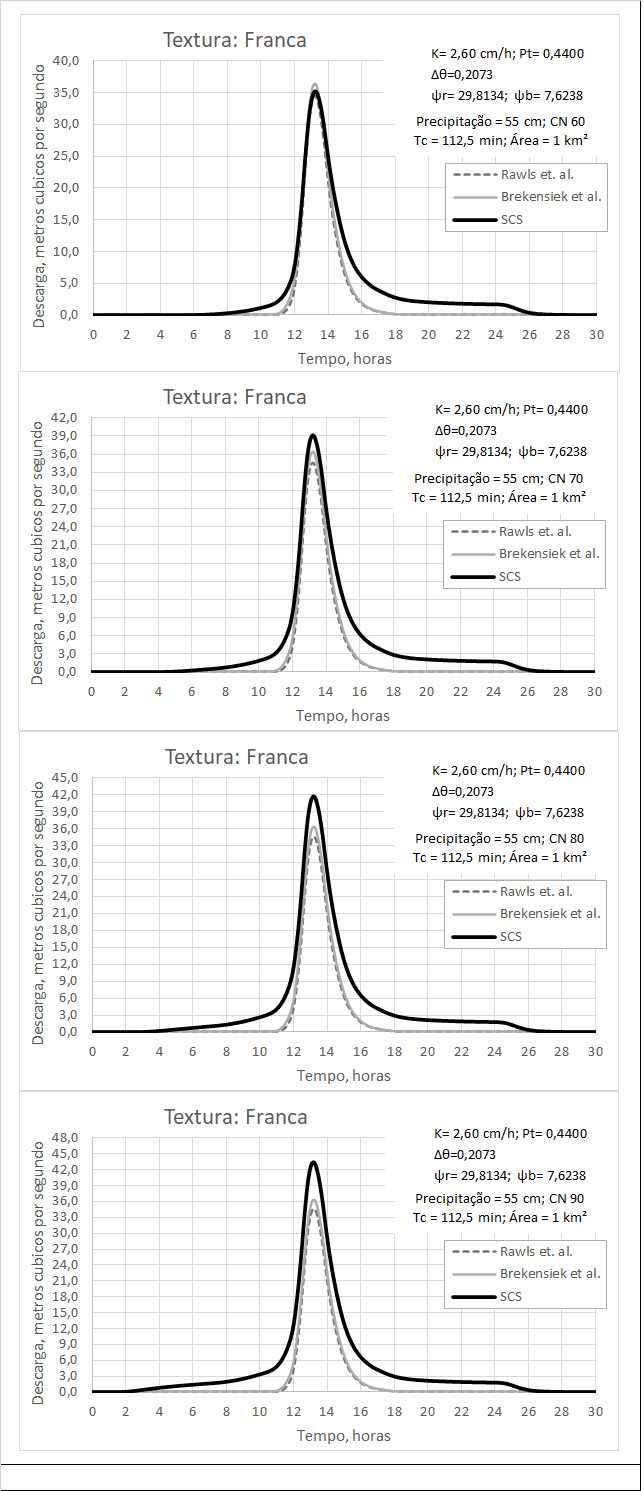 Textura: Franca
K= 2,60 cm/h; Pt= 0,4400
Δθ=0,2073
ψr= 29,8134; ψb= 7,6238
Precipitação = 55 cm; CN 60
Tc = 112,5 min; Área = 1 km²
Rawls et. al.
Brekensiek et al.
SCS
Descarga, metros cubicos por segundo
40,0
35,0
30,0
25,0
20,0
15,0
10,0
5,0
0,0
0 2 4 6 8 10 12 14 16 18 20 22 24 26 28 30
Tempo, horas
Textura: Franca
K= 2,60 cm/h; Pt= 0,4400
Δθ=0,2073
ψr= 29,8134; ψb= 7,6238
Precipitação = 55 cm; CN 70
Tc = 112,5 min; Área = 1 km²
Rawls et. al.
Brekensiek et al.
SCS
Descarga, metros cubicos por segundo
42,0
39,0
36,0
33,0
30,0
27,0
24,0
21,0
18,0
15,0
12,0
9,0
6,0
3,0
0,0
0 2 4 6 8 10 12 14 16 18 20 22 24 26 28 30
Tempo, horas
Textura: Franca
K= 2,60 cm/h; Pt= 0,4400
Δθ=0,2073
ψr= 29,8134; ψb= 7,6238
Precipitação = 55 cm; CN 80
Tc = 112,5 min; Área = 1 km²
Rawls et. al.
Brekensiek et al.
SCS
Descarga, metros cubicos por segundo
45,0
42,0
39,0
36,0
33,0
30,0
27,0
24,0
21,0
18,0
15,0
12,0
9,0
6,0
3,0
0,0
0 2 4 6 8 10 12 14 16 18 20 22 24 26 28 30
Tempo, horas
Textura: Franca
K= 2,60 cm/h; Pt= 0,4400
Δθ=0,2073
ψr= 29,8134; ψb= 7,6238
Precipitação = 55 cm; CN 90
Tc = 112,5 min; Área = 1 km²
Rawls et. al.
Brekensiek et al.
SCS
Descarga, metros cubicos por segundo
48,0
45,0
42,0
39,0
36,0
33,0
30,0
27,0
24,0
21,0
18,0
15,0
12,0
9,0
6,0
3,0
0,0
0 2 4 6 8 10 12 14 16 18 20 22 24 26 28 30
Tempo, horas